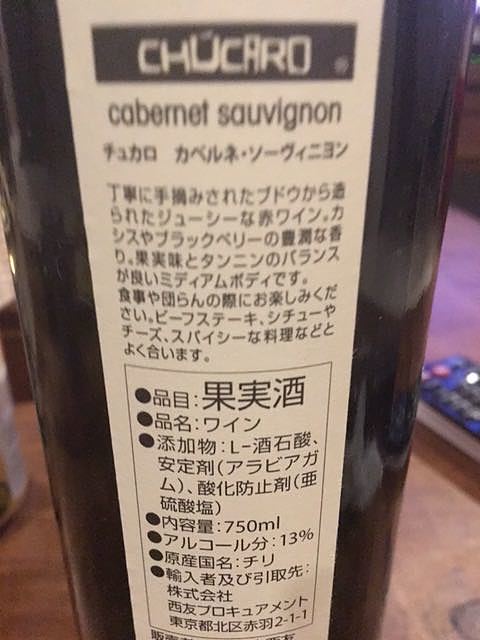 CHÚCARO ®
cabernet sauvignon
チュカロ カベルネ・ソーヴィニヨン
丁寧に手摘みされたブドウから造
られたジューシーな赤ワイン。カ
シスやブラックベリーの豊潤な香
り。果実味とタンニンのバランス
が良いミディアムボディです。
食事や団らんの際にお楽しみくだ
さい。ビーフステーキ、シチューや
チーズ、スパイシーな料理などと
よく合います。
●品目:果実酒
●品名:ワイン
●添加物:L-酒石酸、
安定剤(アラビアガ
ム)、酸化防止剤(亜
硫酸塩)
●内容量:750ml
●アルコール分:13%
●原産国名:チリ
●輸入者及び引取先:
株式会社
西友プロキュアメント
東京都北区赤羽2-1-1